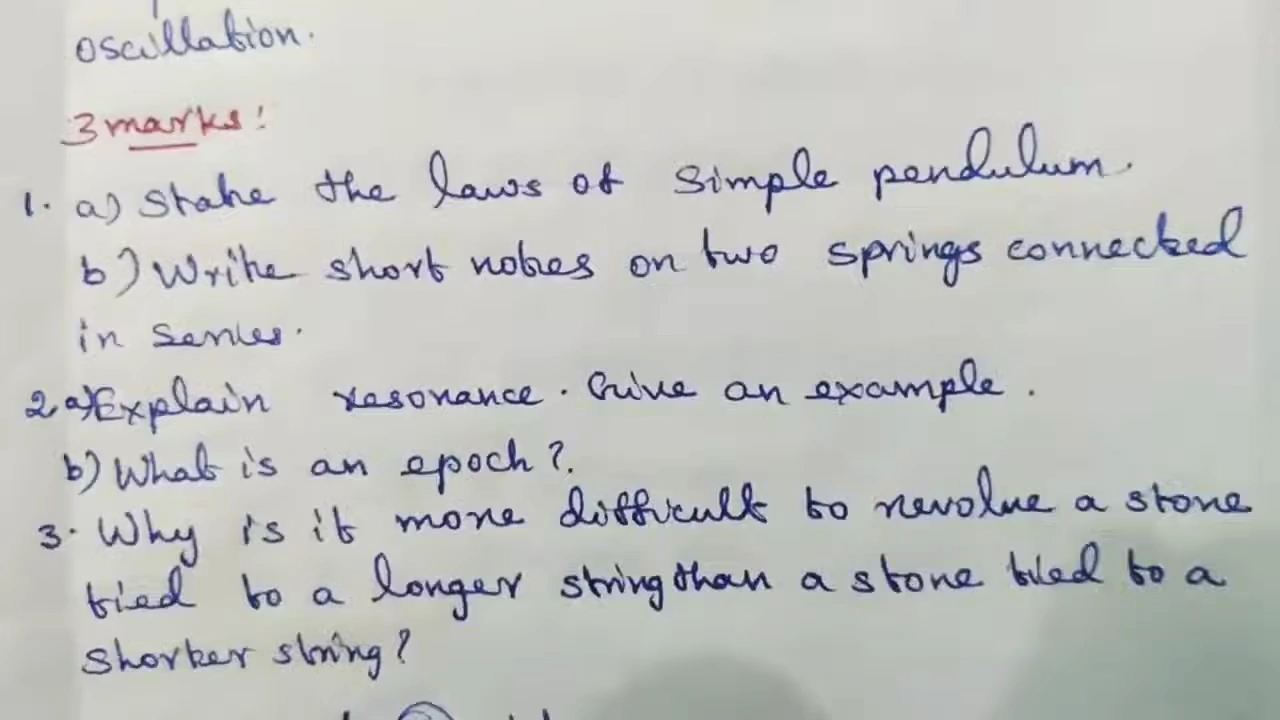 oscillation.
3 marks:
1. a) State the laws of simple pendulum.
b) Write short notes on two springs connected
in series.
2. a) Explain resonance. Give an example.
b) What is an epoch?.
3. Why is it more difficult to revolve a stone
tied to a longer string than a stone tied to a
shorter string?